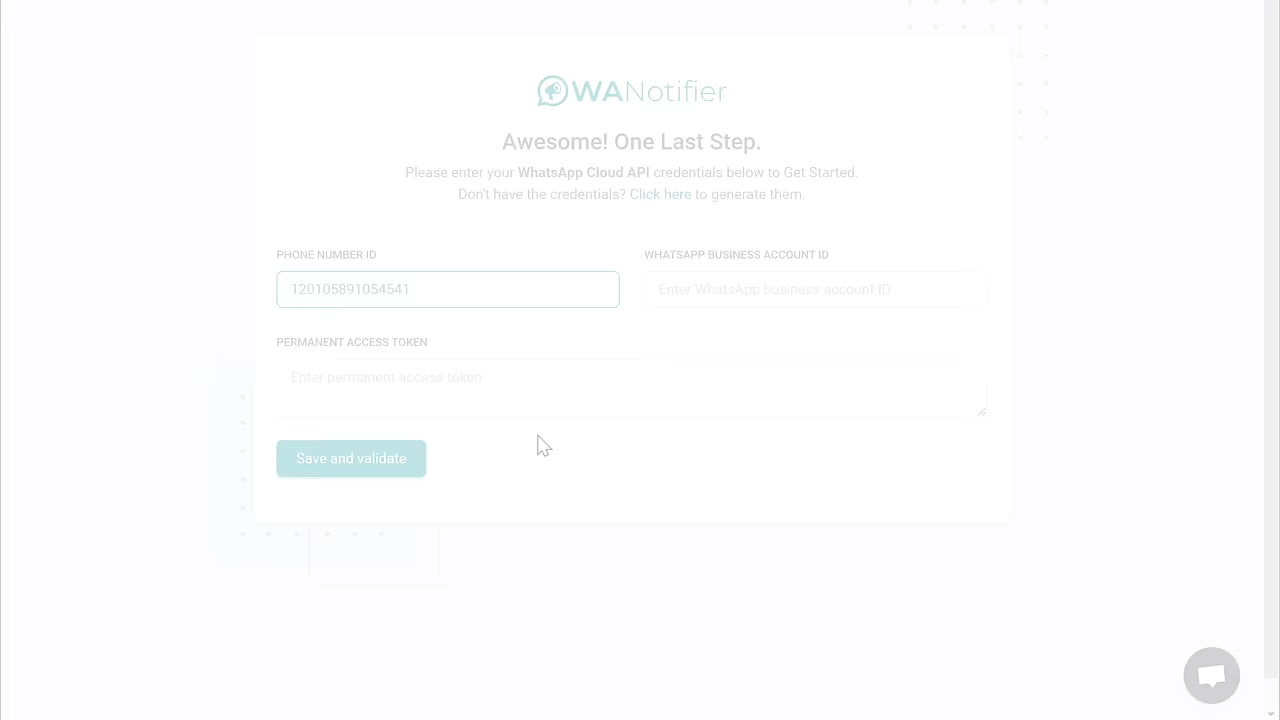 WANotifier
Awesome! One Last Step.
Please enter your WhatsApp Cloud API credentials below to Get Started.
Don't have the credentials? Click here to generate them.
PHONE NUMBER ID
WHATSAPP BUSINESS ACCOUNT ID
120105891054541
Enter WhatsApp business account ID
PERMANENT ACCESS TOKEN
Enter permanent access token
Save and validate